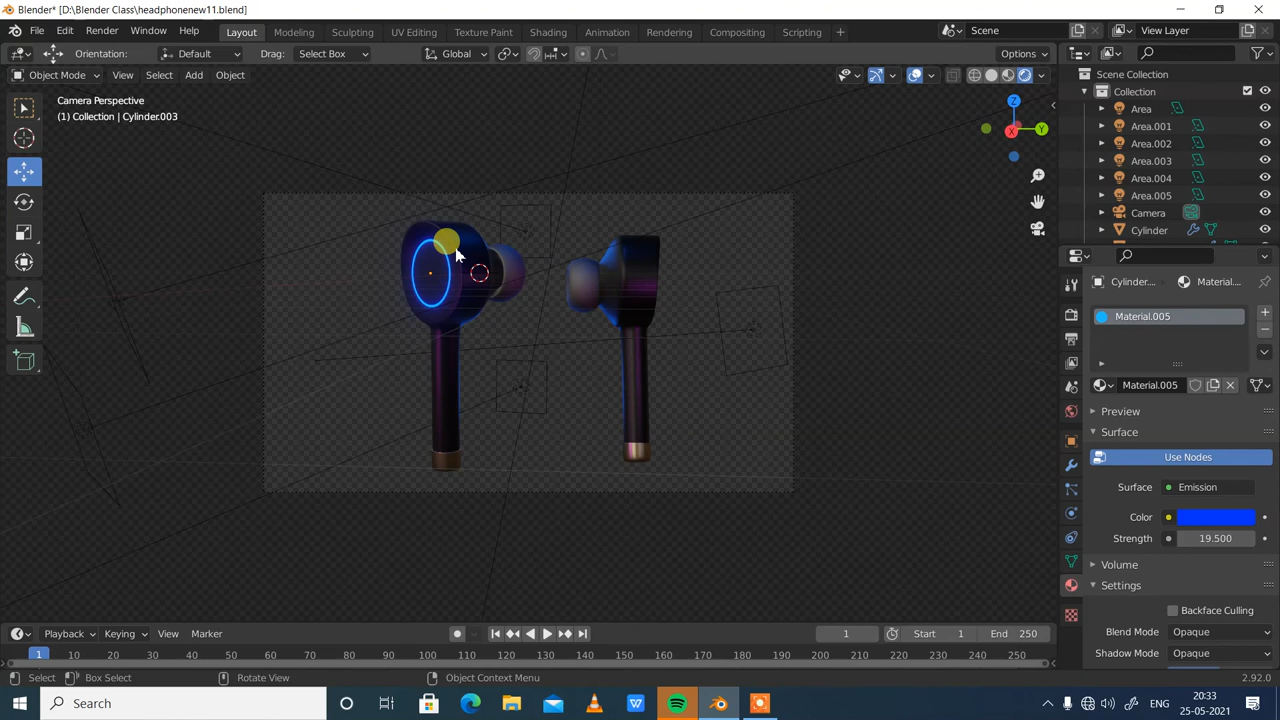 Blender* [D:\Blender Class\headphonenew11.blend]
File Edit Render Window Help Layout Modeling Sculpting UV Editing Texture Paint Shading Animation Rendering Compositing Scripting + Scene View Layer
Orientation: Default Drag: Select Box Global Options
Object Mode View Select Add Object Scene Collection
Camera Perspective Collection
(1) Collection | Cylinder.003
Area
Area.001
Area.002
Area.003
Area.004
Area.005
Camera
Cylinder
Z
X
Y
Cylinder... Material....
Material.005
Material.005
Preview
Surface
Use Nodes
Surface Emission
Color
Strength 19.500
Volume
Settings
Backface Culling
Blend Mode Opaque
Shadow Mode Opaque
Playback Keying View Marker 1 Start 1 End 250
1 10 20 30 40 50 60 70 80 90 100 110 120 130 140 150 160 170 180 190 200 210 220 230 240 250
Select Box Select Rotate View Object Context Menu 2.92.0
Search ENG 20:33
25-05-2021